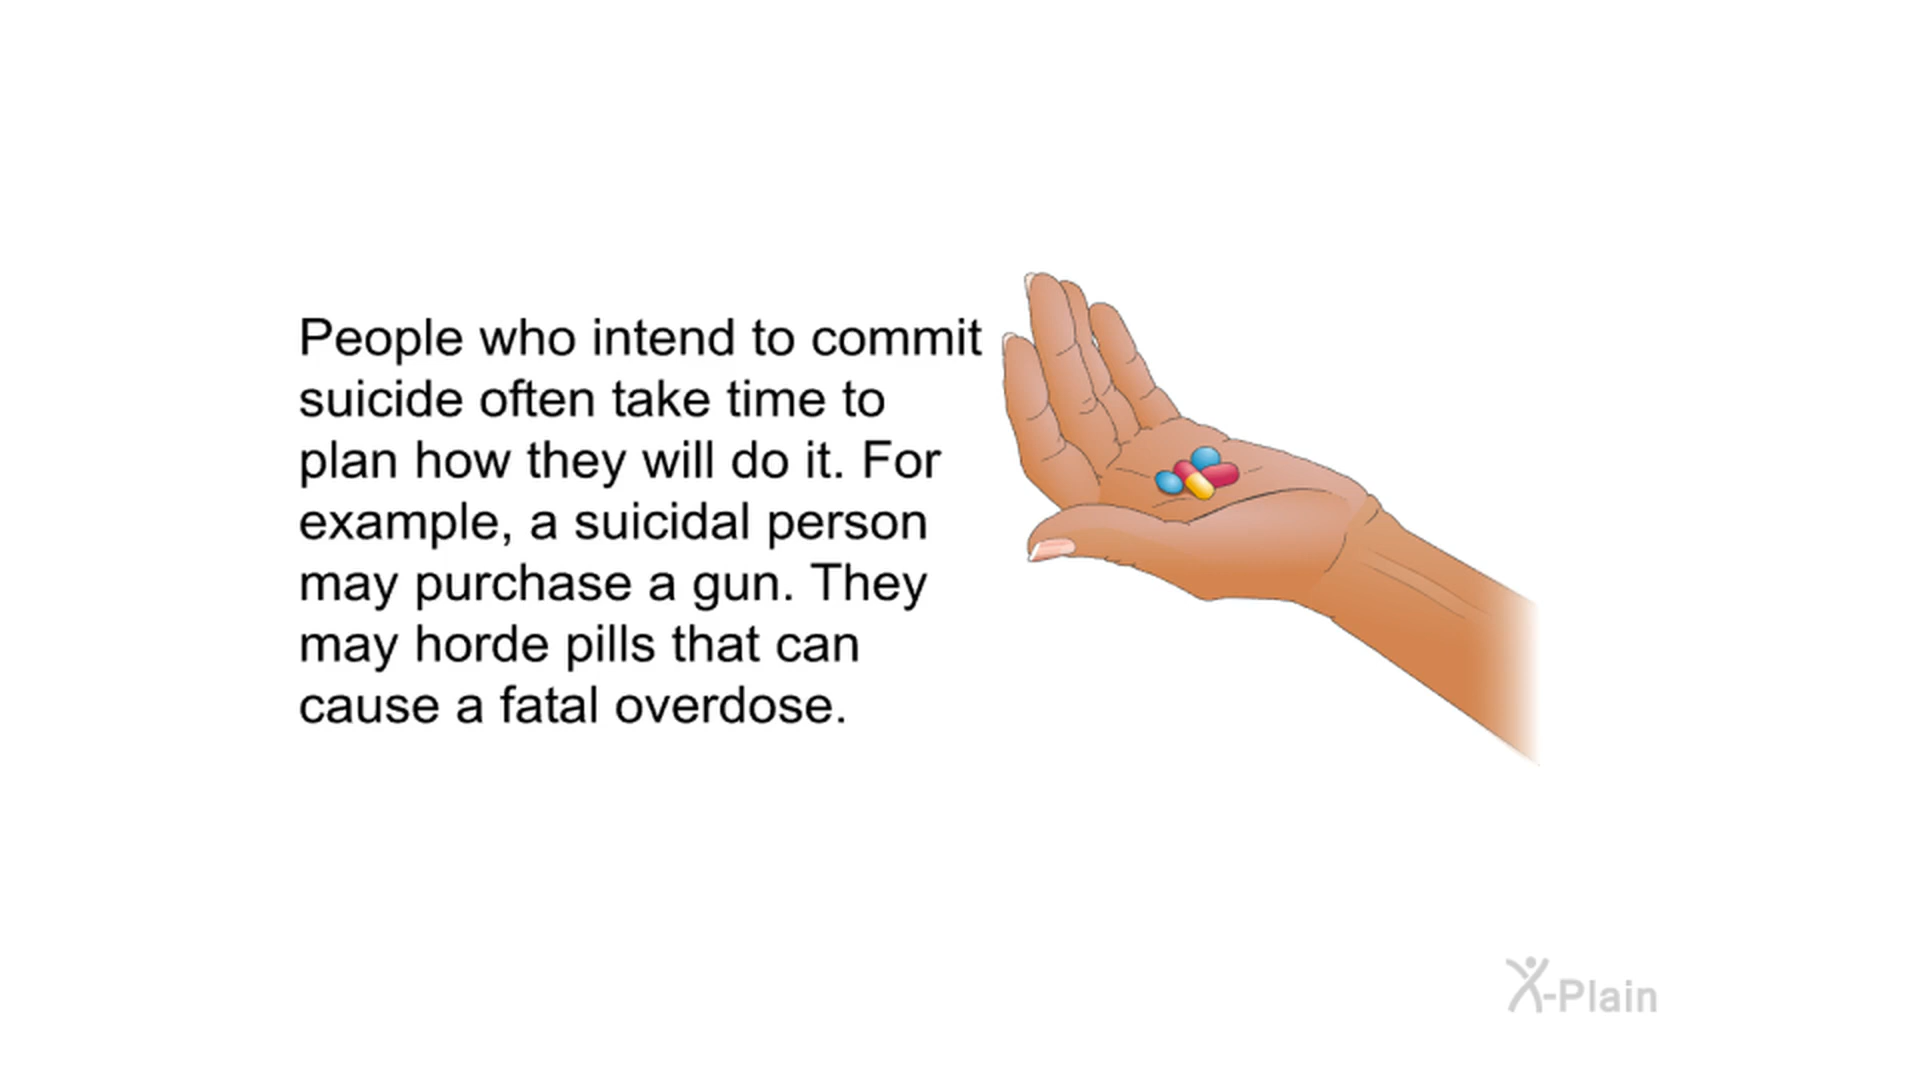 People who intend to commit
suicide often take time to
plan how they will do it. For
example, a suicidal person
may purchase a gun. They
may horde pills that can
cause a fatal overdose.
X-Plain